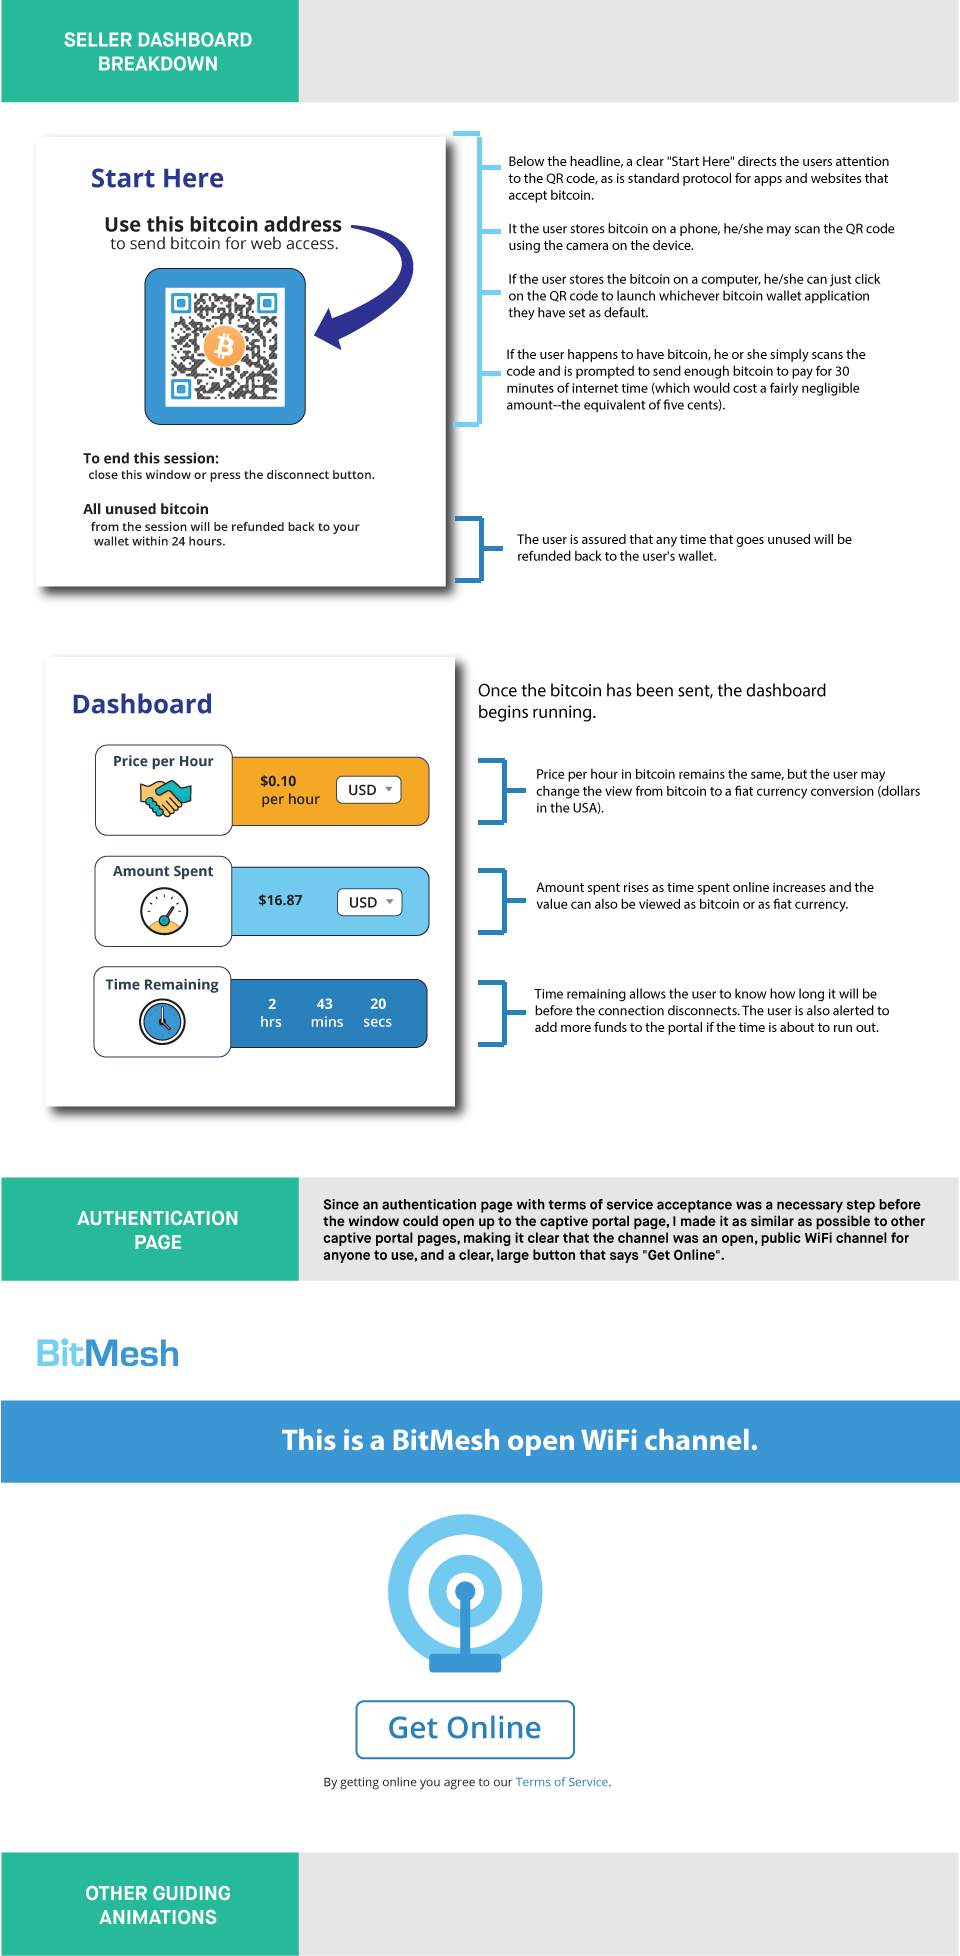 SELLER DASHBOARD
BREAKDOWN
Start Here
Use this bitcoin address
to send bitcoin for web access.
To end this session:
close this window or press the disconnect button.
All unused bitcoin
from the session will be refunded back to your
wallet within 24 hours.
Below the headline, a clear "Start Here" directs the users attention
to the QR code, as is standard protocol for apps and websites that
accept bitcoin.
It the user stores bitcoin on a phone, he/she may scan the QR code
using the camera on the device.
If the user stores the bitcoin on a computer, he/she can just click
on the QR code to launch whichever bitcoin wallet application
they have set as default.
If the user happens to have bitcoin, he or she simply scans the
code and is prompted to send enough bitcoin to pay for 30
minutes of internet time (which would cost a fairly negligible
amount--the equivalent of five cents).
The user is assured that any time that goes unused will be
refunded back to the user's wallet.
Dashboard
Price per Hour
$0.10
per hour
USD
Amount Spent
$16.87
USD
Time Remaining
2 43 20
hrs mins secs
Once the bitcoin has been sent, the dashboard
begins running.
Price per hour in bitcoin remains the same, but the user may
change the view from bitcoin to a fiat currency conversion (dollars
in the USA).
Amount spent rises as time spent online increases and the
value can also be viewed as bitcoin or as fiat currency.
Time remaining allows the user to know how long it will be
before the connection disconnects. The user is also alerted to
add more funds to the portal if the time is about to run out.
AUTHENTICATION
PAGE
Since an authentication page with terms of service acceptance was a necessary step before
the window could open up to the captive portal page, I made it as similar as possible to other
captive portal pages, making it clear that the channel was an open, public WiFi channel for
anyone to use, and a clear, large button that says "Get Online".
BitMesh
This is a BitMesh open WiFi channel.
Get Online
By getting online you agree to our Terms of Service.
OTHER GUIDING
ANIMATIONS